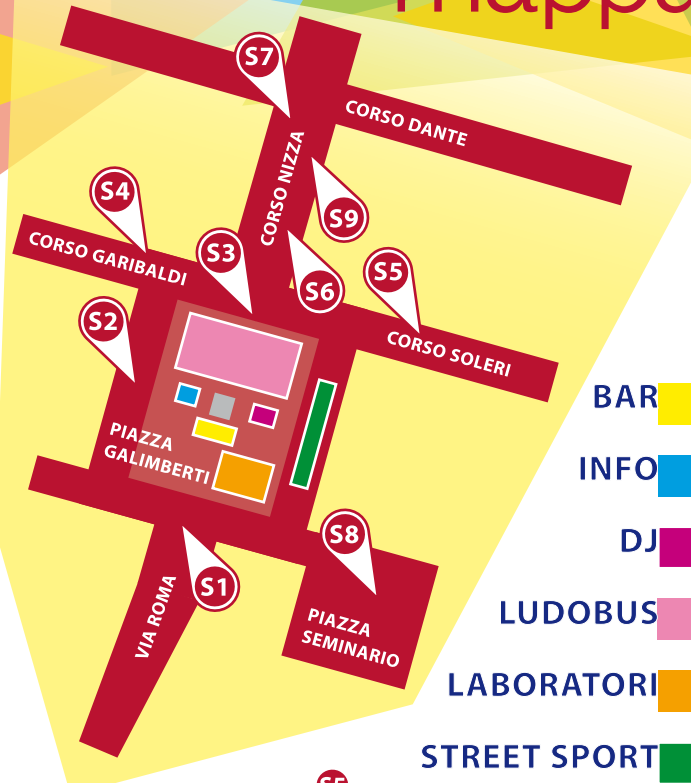 mappa
S7
CORSO DANTE
CORSO NIZZA
S4
S9
S3
CORSO GARIBALDI
S5
S6
S2
CORSO SOLERI
BAR
PIAZZA
GALIMBERTI
INFO
S8
DJ
S1
VIA ROMA
PIAZZA
SEMINARIO
LUDOBUS
LABORATORI
STREET SPORT